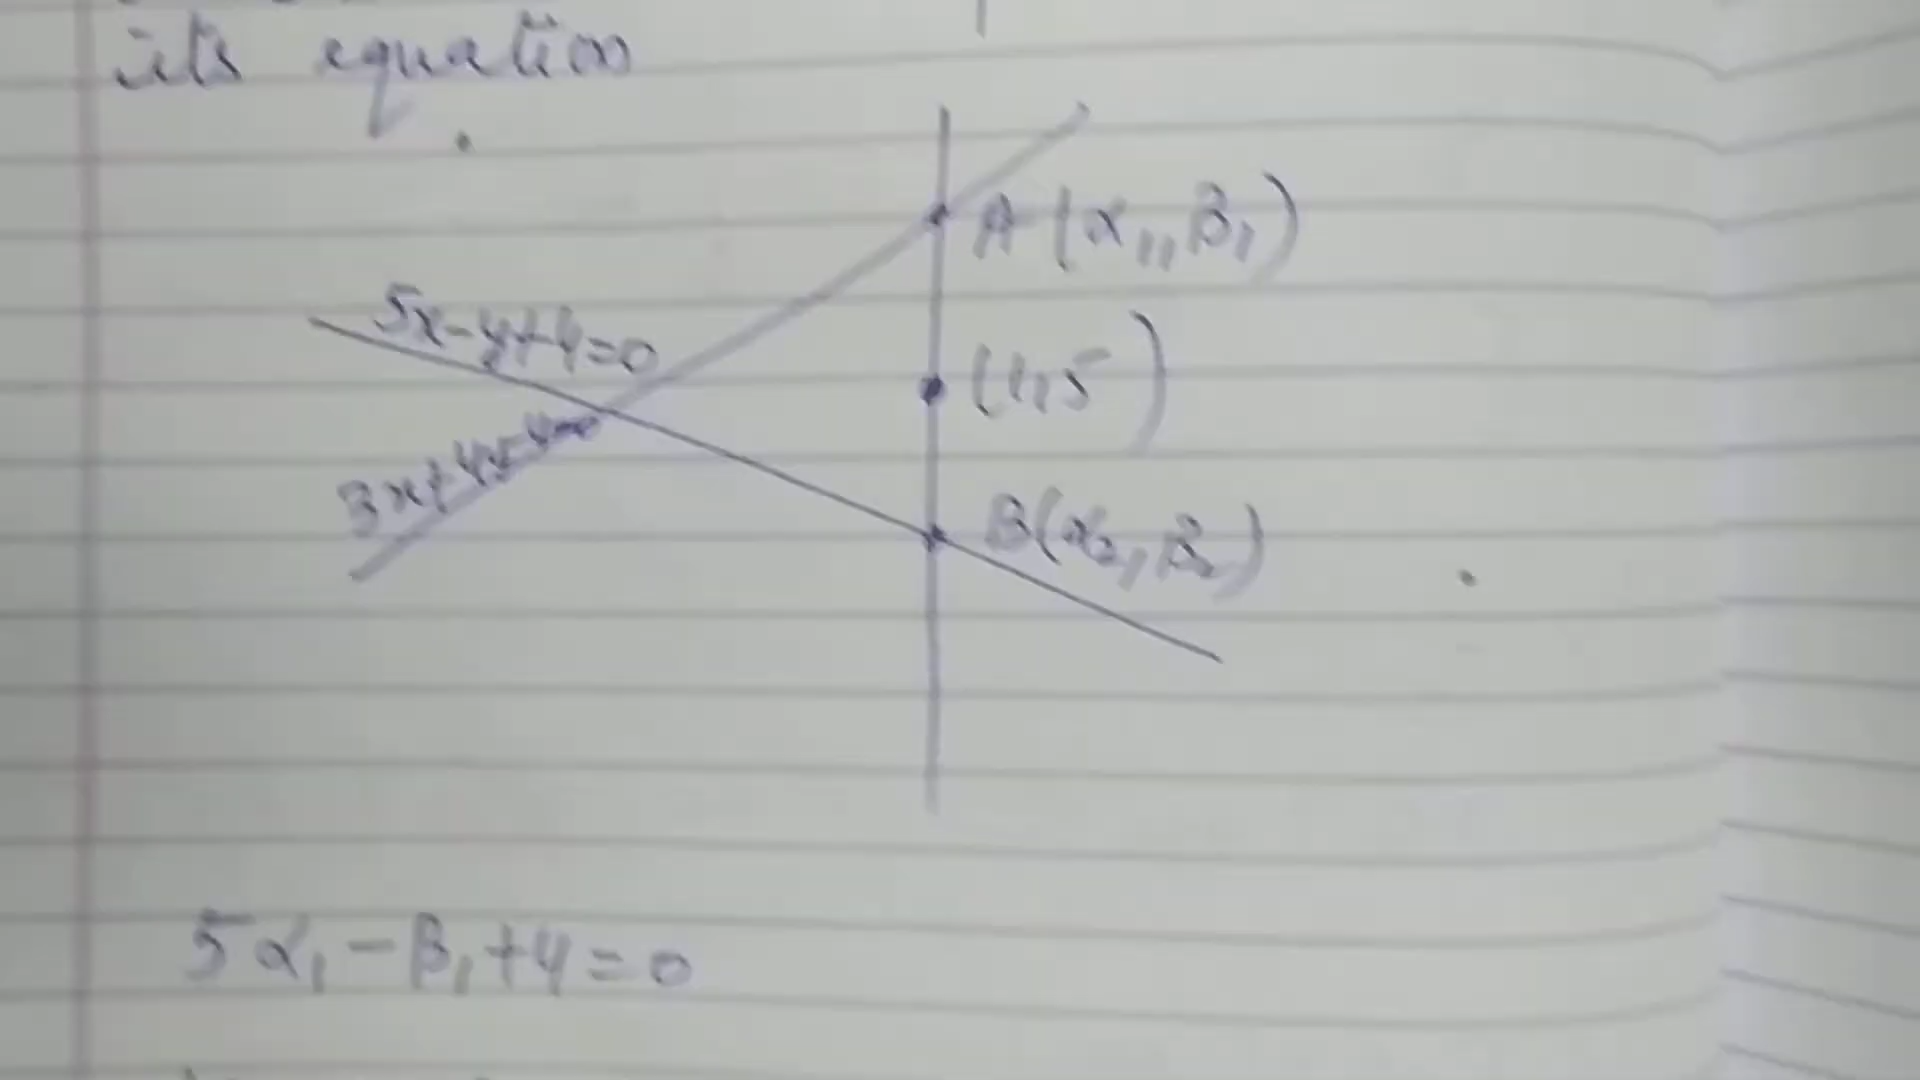 its equation
A (α₁, β₁)
5x-y+4=0
(1,5)
3x+4y-4=0
B(α₂, β₂)
5α₁ - β₁ + 4 = 0